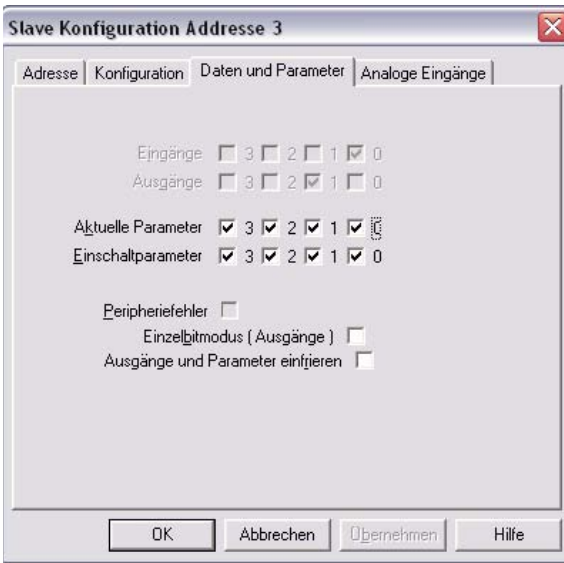 Slave Konfiguration Addresse 3
Adresse Konfiguration Daten und Parameter Analoge Eingänge
Eingänge 3 2 1 0
Ausgänge 3 2 1 0
Aktuelle Parameter 3 2 1 0
Einschaltparameter 3 2 1 0
Peripheriefehler
Einzelbitmodus ( Ausgänge )
Ausgänge und Parameter einfrieren
OK Abbrechen Übernehmen Hilfe